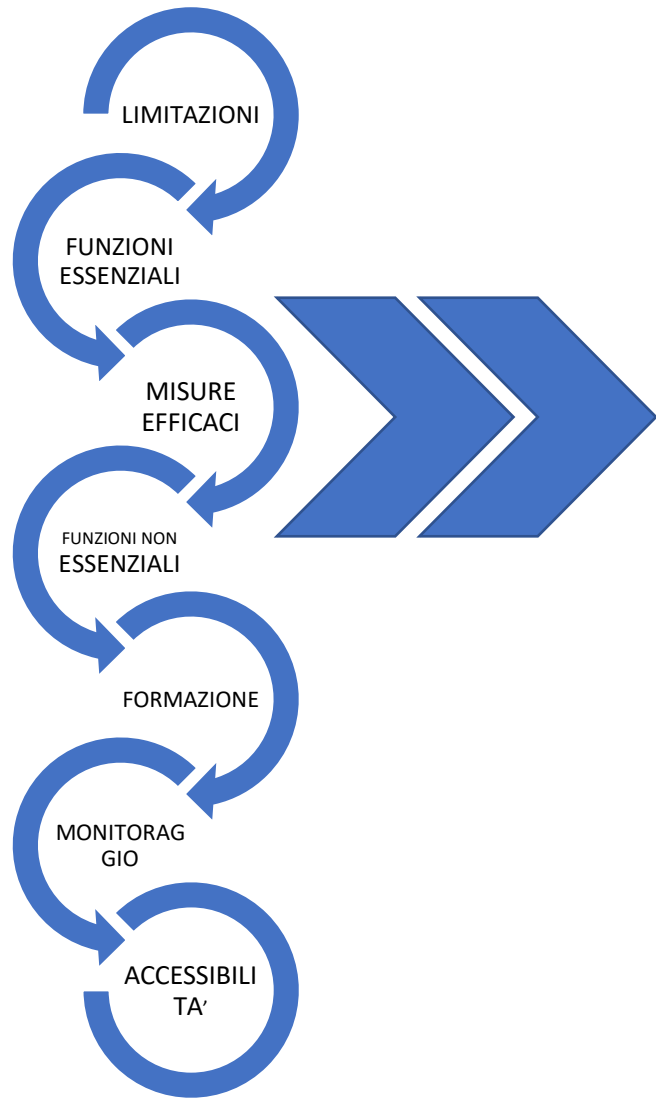 LIMITAZIONI
FUNZIONI
ESSENZIALI
MISURE
EFFICACI
FUNZIONI NON
ESSENZIALI
FORMAZIONE
MONITORAG
GIO
ACCESSIBILI
TA’